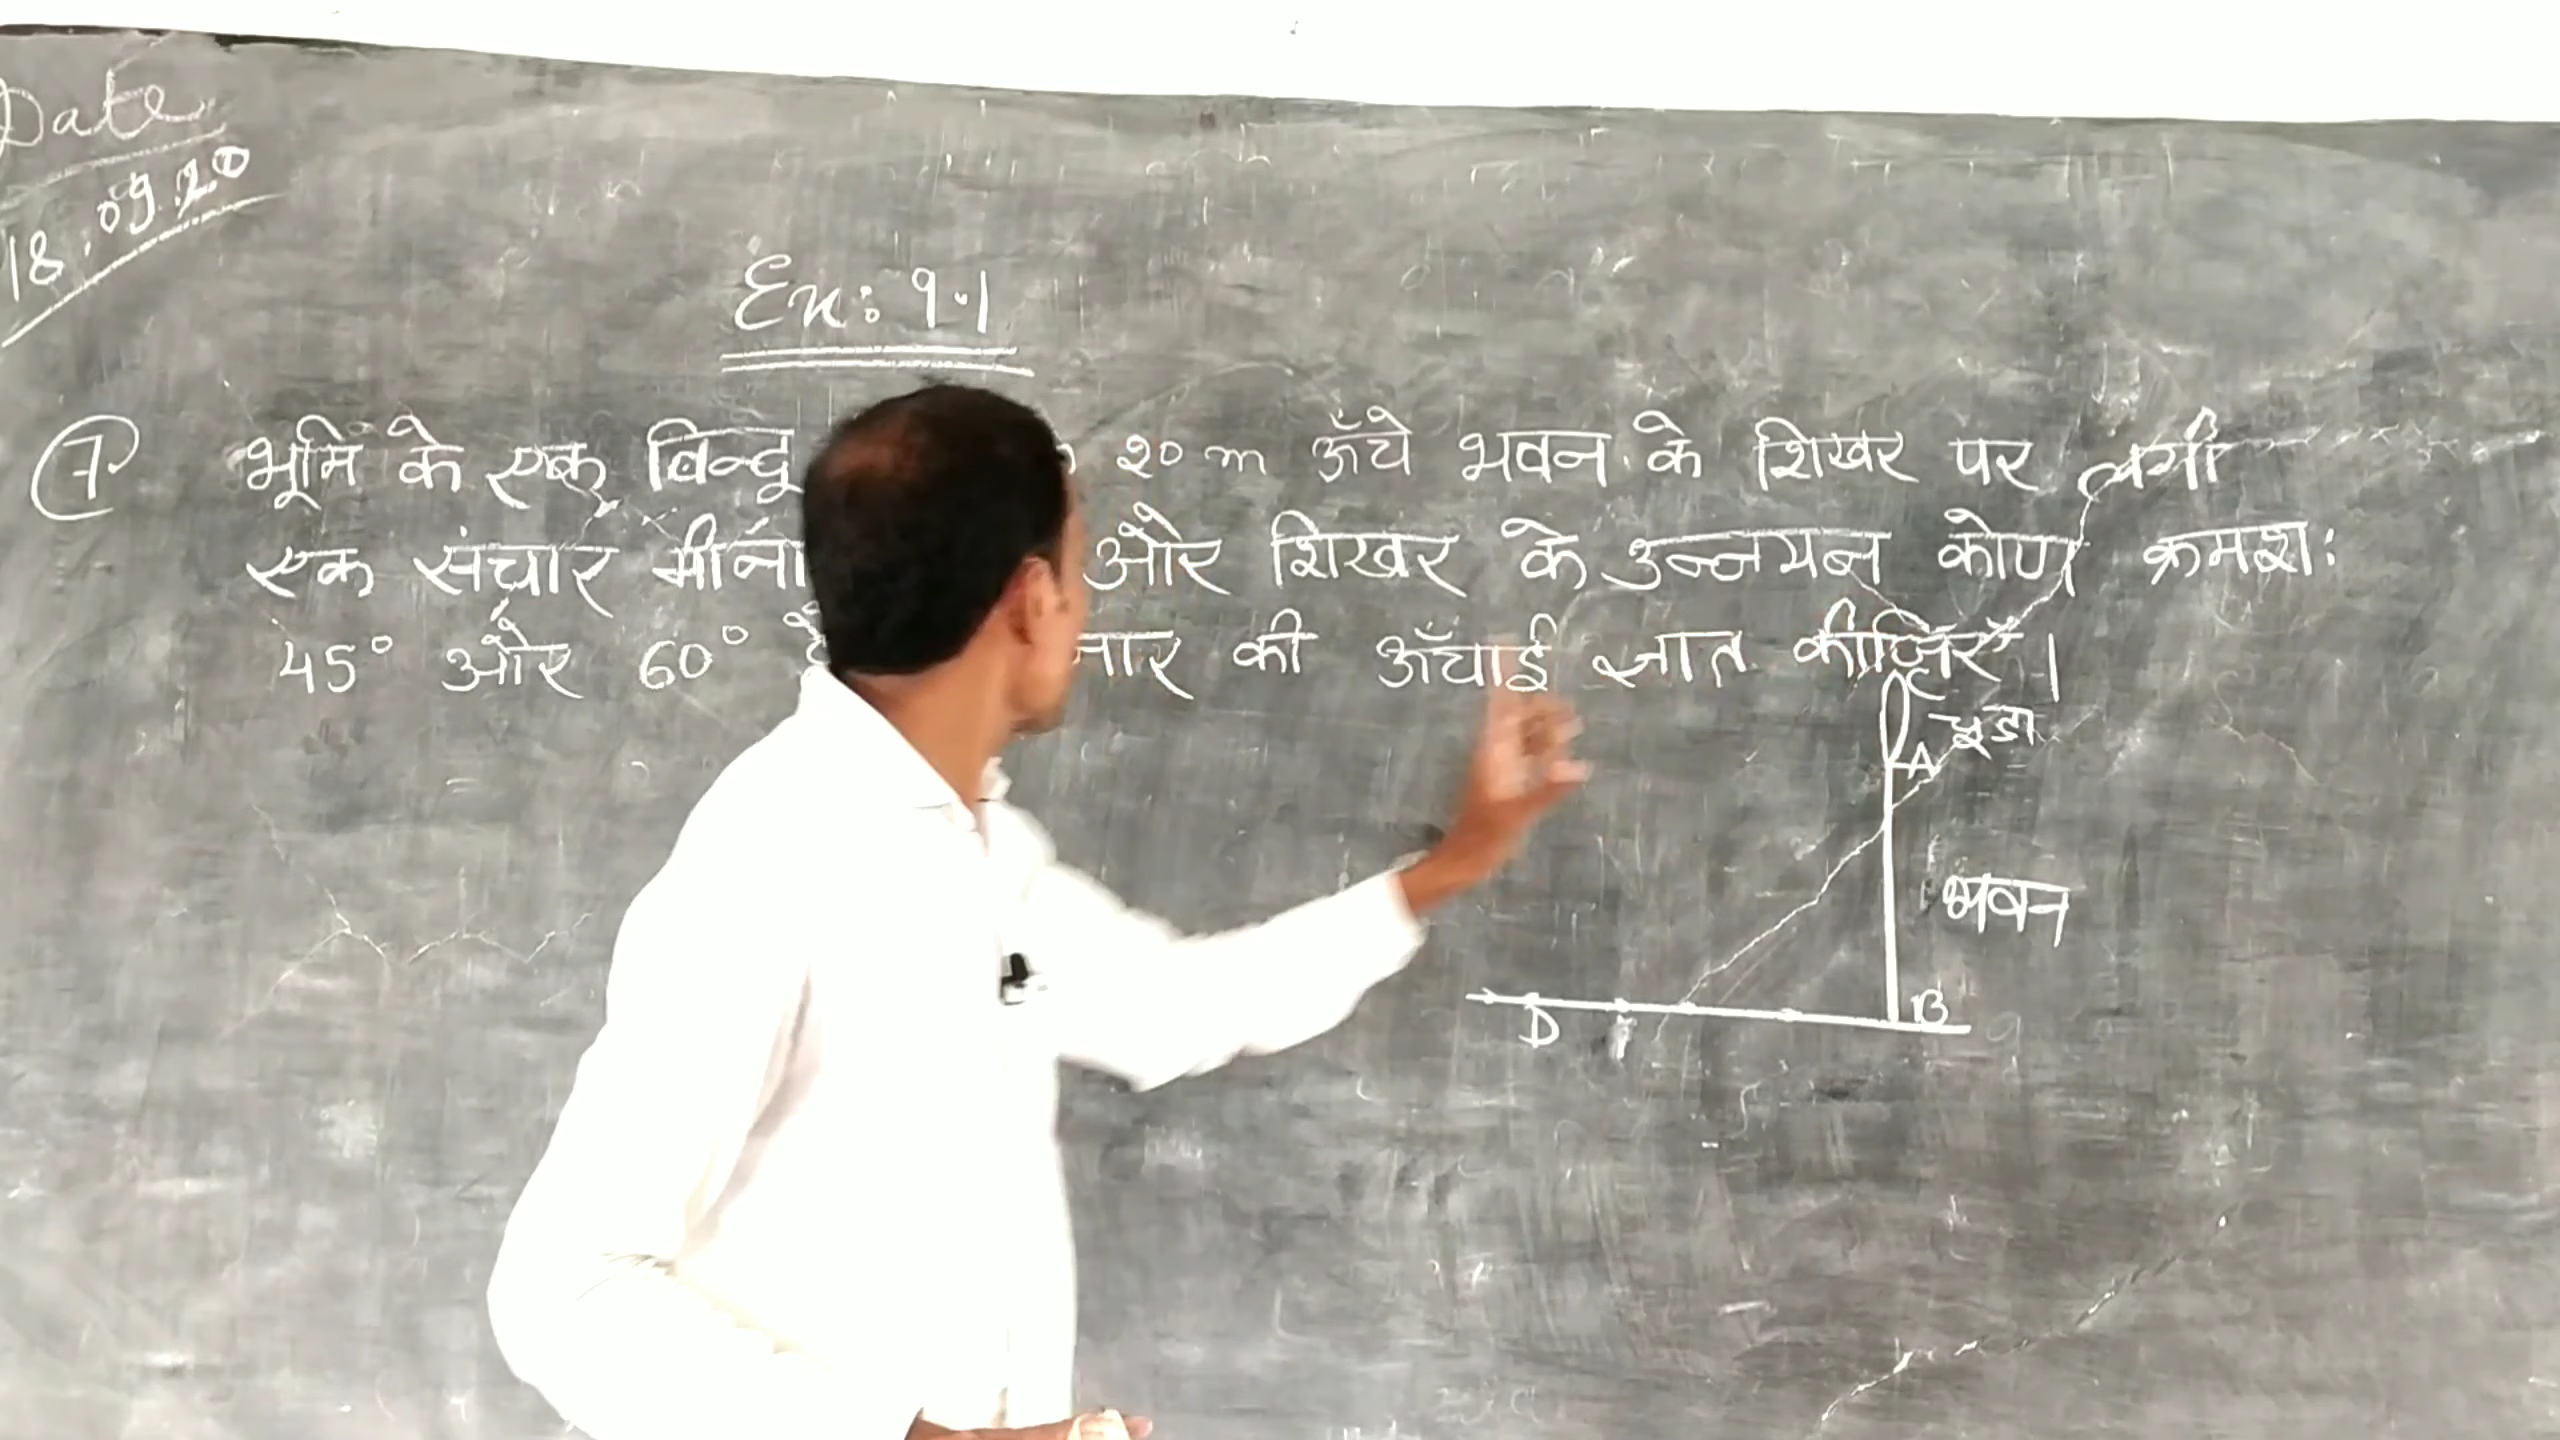 Date
18.09.20
Ex: 9.1
7 भूमि के एक बिन्दू 20 m ऊँचे भवन के शिखर पर लगी
एक संचार मीना और शिखर के उन्नयन कोण क्रमशः
45° और 60° है नार की ऊँचाई ज्ञात कीजिएँ।
C
A
भवन
B
D